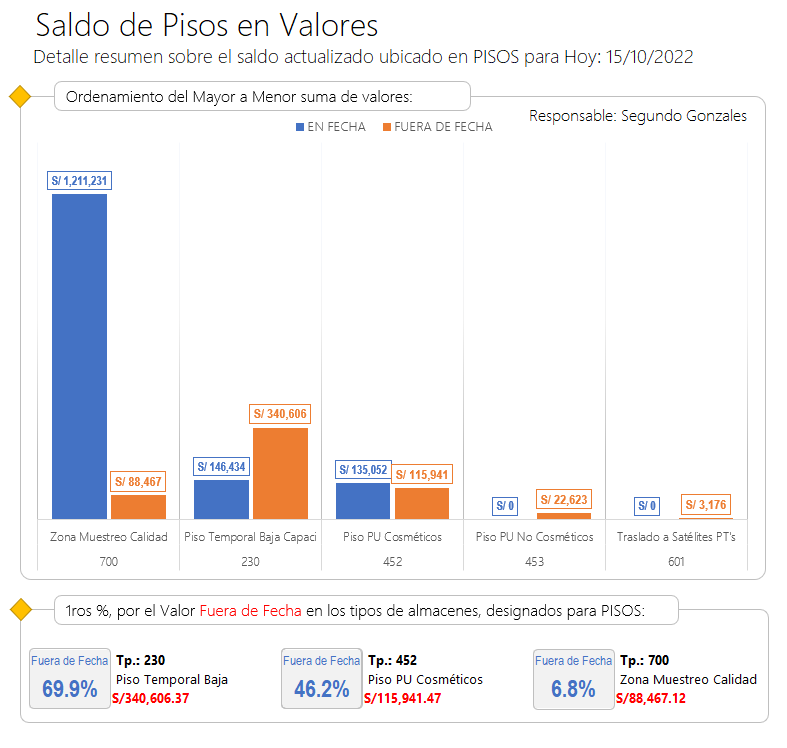 Saldo de Pisos en Valores
Detalle resumen sobre el saldo actualizado ubicado en PISOS para Hoy: 15/10/2022
Ordenamiento del Mayor a Menor suma de valores:
Responsable: Segundo Gonzales
EN FECHA FUERA DE FECHA
S/ 1,211,231
S/ 88,467
S/ 146,434
S/ 340,606
S/ 135,052
S/ 115,941
S/ 0
S/ 22,623
S/ 0
S/ 3,176
Zona Muestreo Calidad
Piso Temporal Baja Capaci
Piso PU Cosméticos
Piso PU No Cosméticos
Traslado a Satélites PT's
700
230
452
453
601
1ros %, por el Valor Fuera de Fecha en los tipos de almacenes, designados para PISOS:
Fuera de Fecha
69.9%
Tp.: 230
Piso Temporal Baja
S/340,606.37
Fuera de Fecha
46.2%
Tp.: 452
Piso PU Cosméticos
S/115,941.47
Fuera de Fecha
6.8%
Tp.: 700
Zona Muestreo Calidad
S/88,467.12